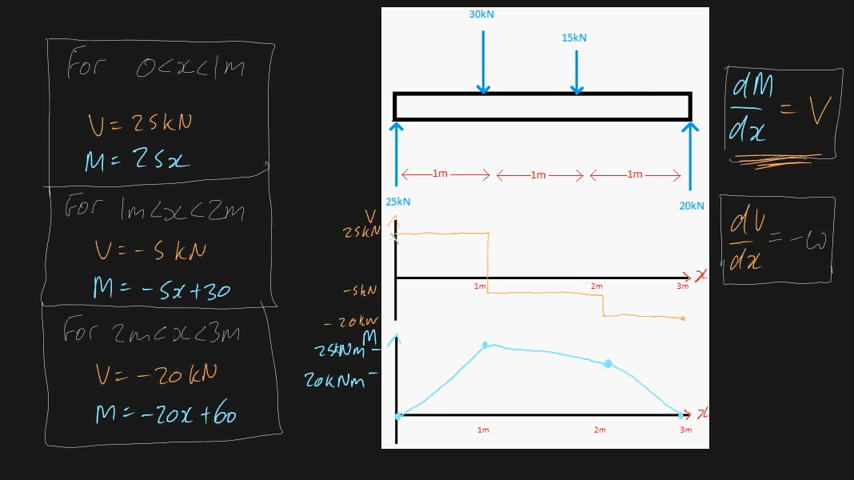 For 0<x<1m
V = 25kN
M = 25x
For 1m<x<2m
V = -5 kN
M = -5x+30
For 2m<x<3m
V = -20kN
M = -20x+60
30kN
15kN
1m
1m
1m
25kN
20kN
V
25kN
-5kN
-20kN
1m
2m
3m
x
M
25kNm
20kNm
1m
2m
3m
x
dM/dx = V
dV/dx = -ω